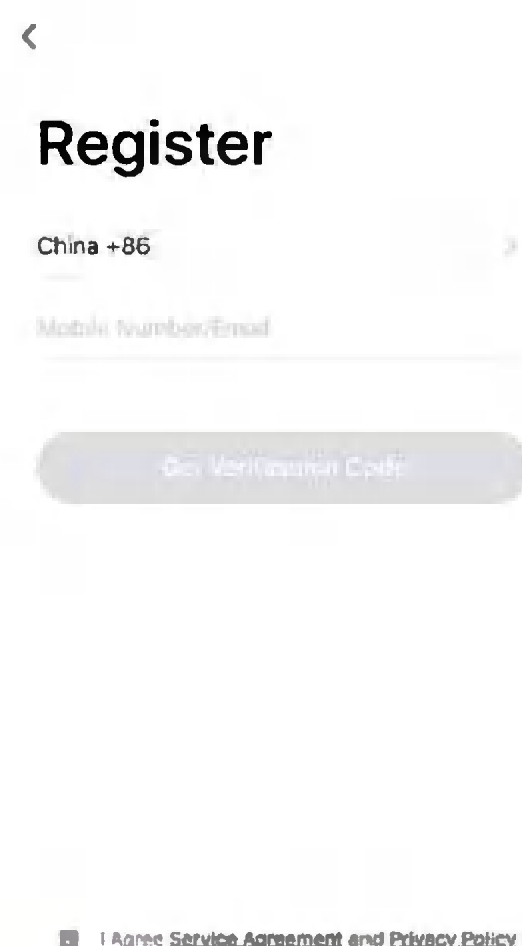 Register
China +86
Mobile Number/Email
Get Verification Code
I Agree Service Agreement and Privacy Policy